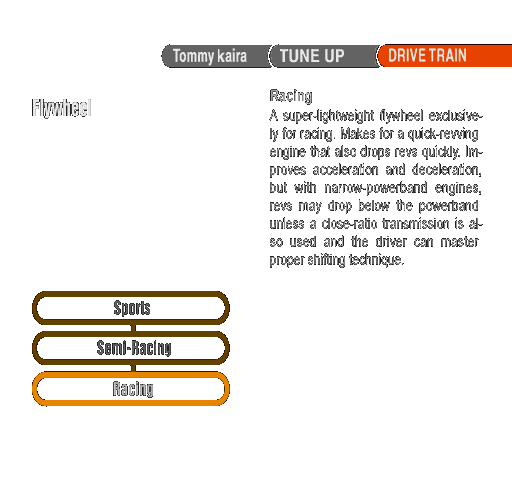 Tommy kaira TUNE UP DRIVE TRAIN
Flywheel
Racing
A super-lightweight flywheel exclusive-
ly for racing. Makes for a quick-revving
engine that also drops revs quickly. Im-
proves acceleration and deceleration,
but with narrow-powerband engines,
revs may drop below the powerband
unless a close-ratio transmission is al-
so used and the driver can master
proper shifting technique.
Sports
Semi-Racing
Racing